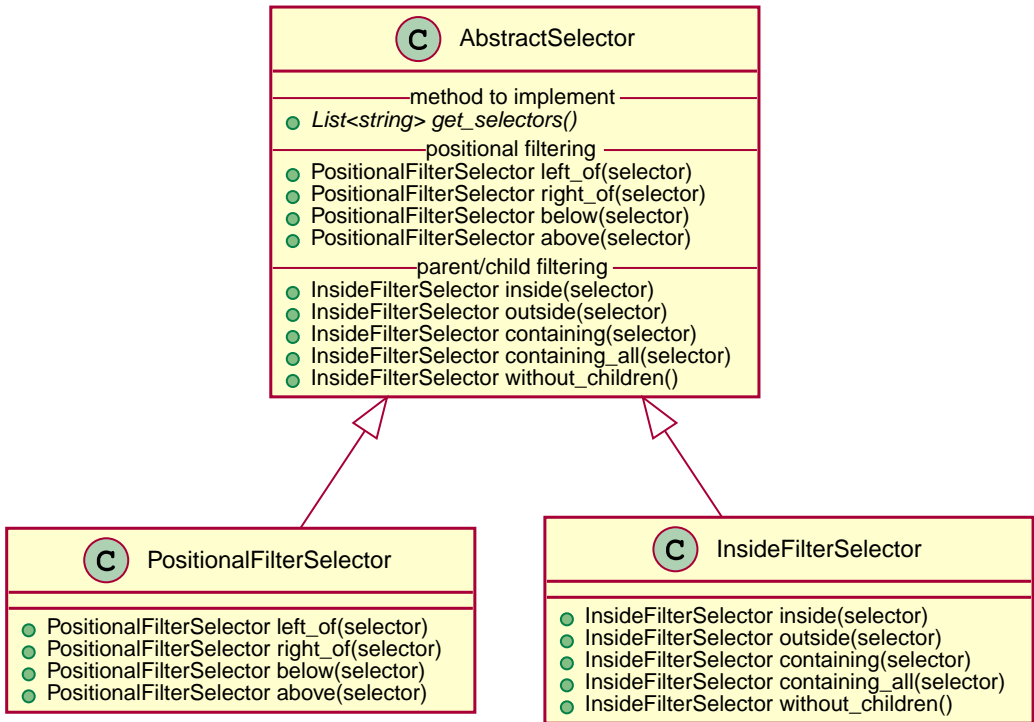 C AbstractSelector
method to implement
List<string> get_selectors()
positional filtering
PositionalFilterSelector left_of(selector)
PositionalFilterSelector right_of(selector)
PositionalFilterSelector below(selector)
PositionalFilterSelector above(selector)
parent/child filtering
InsideFilterSelector inside(selector)
InsideFilterSelector outside(selector)
InsideFilterSelector containing(selector)
InsideFilterSelector containing_all(selector)
InsideFilterSelector without_children()
C PositionalFilterSelector
PositionalFilterSelector left_of(selector)
PositionalFilterSelector right_of(selector)
PositionalFilterSelector below(selector)
PositionalFilterSelector above(selector)
C InsideFilterSelector
InsideFilterSelector inside(selector)
InsideFilterSelector outside(selector)
InsideFilterSelector containing(selector)
InsideFilterSelector containing_all(selector)
InsideFilterSelector without_children()